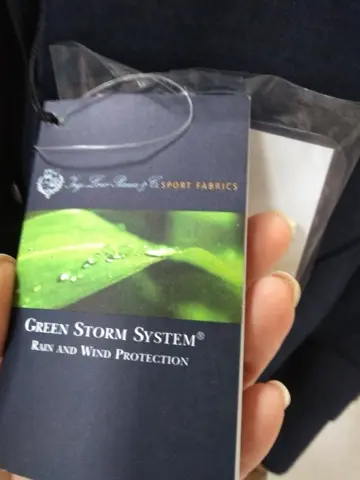 SPORT FABRICS
GREEN STORM SYSTEM®
RAIN AND WIND PROTECTION